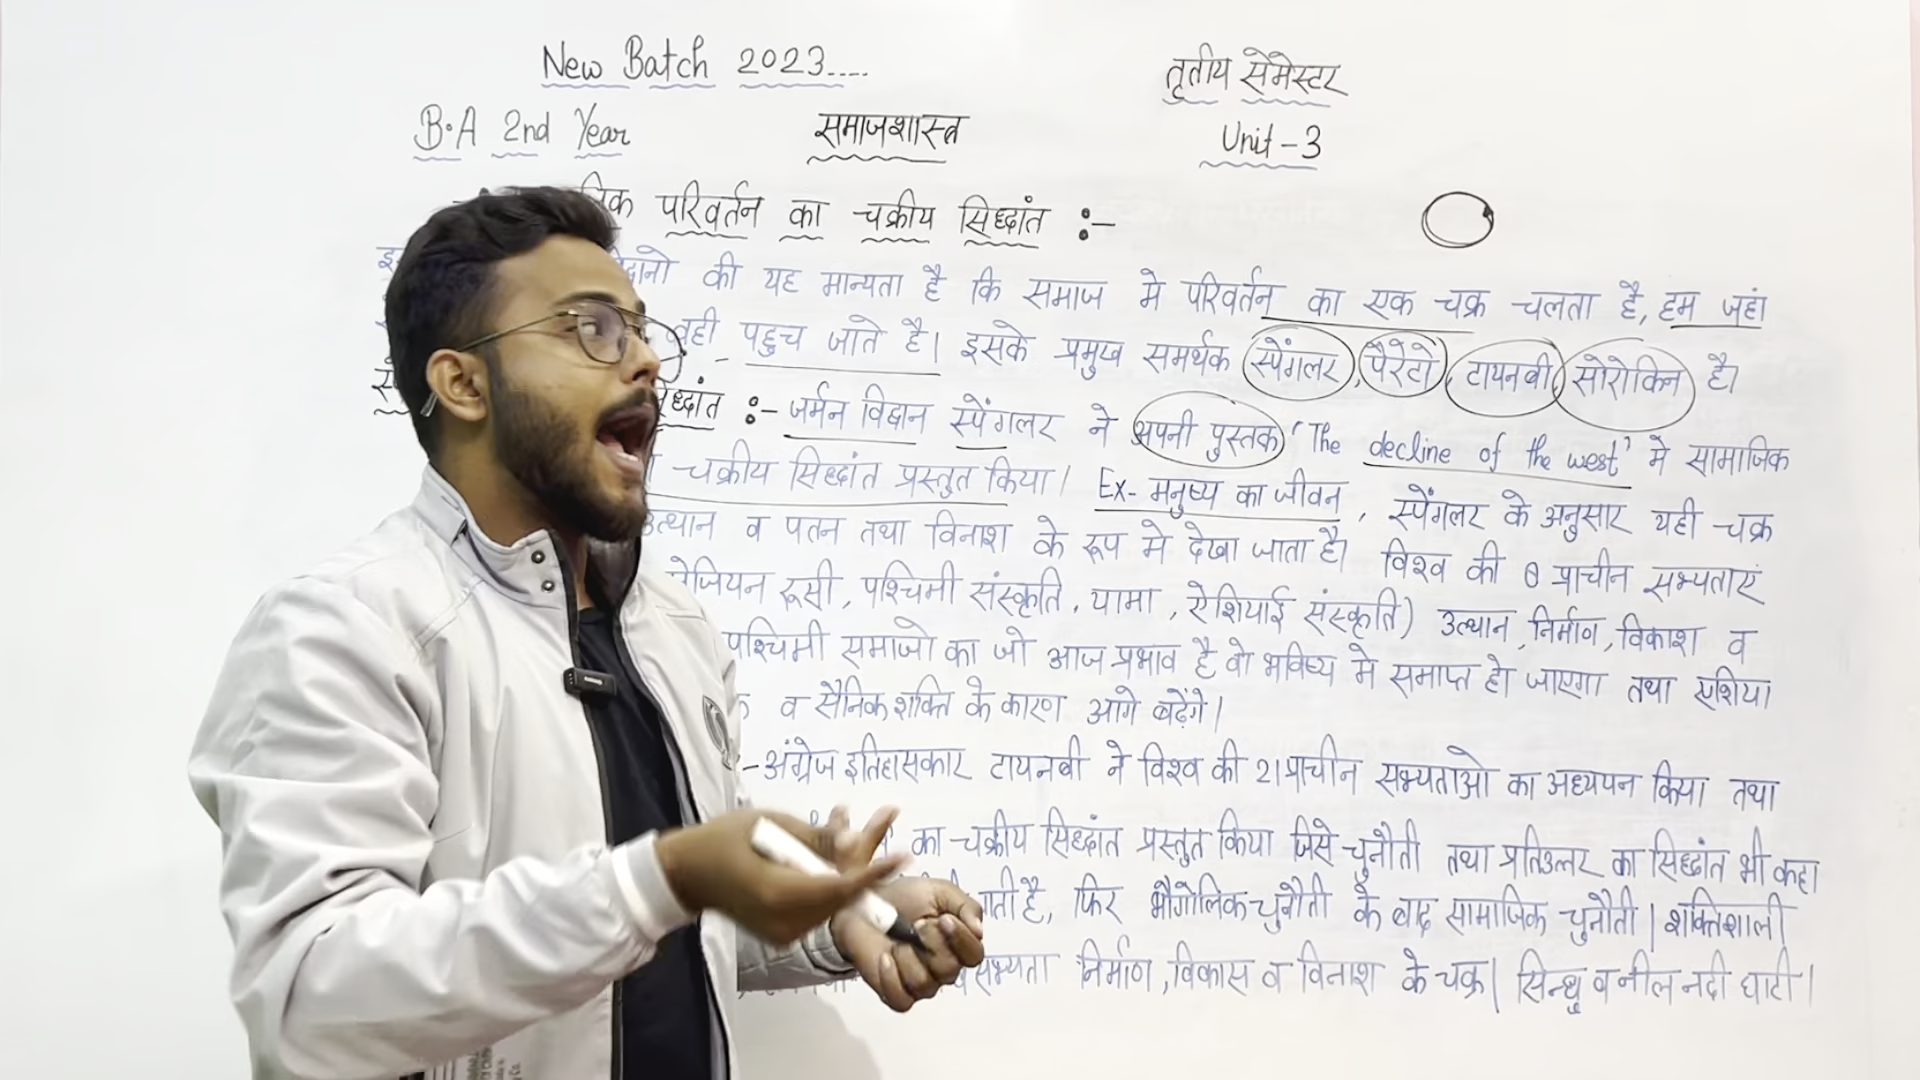 New Batch 2023....
तृतीय सेमेस्टर
B.A 2nd Year
समाजशास्त्र
Unit-3
परिवर्तन का चक्रीय सिध्दांत :-
की यह मान्यता है कि समाज मे परिवर्तन का एक चक्र चलता है, हम जहां
वही पहुच जाते है। इसके प्रमुख समर्थक स्पेंगलर, पैरेटो, टायनवी, सोरोकिन है।
:- जर्मन विद्वान स्पेंगलर ने अपनी पुस्तक 'The decline of the west' मे सामाजिक
चक्रीय सिध्दांत प्रस्तुत किया। Ex- मनुष्य का जीवन, स्पेंगलर के अनुसार यही चक्र
उत्थान व पतन तथा विनाश के रूप मे देखा जाता है। विश्व की 8 प्राचीन सभ्यताएं
रूसी, पश्चिमी संस्कृति, यामा, ऐशियाई संस्कृति) उत्थान, निर्माण, विकाश व
पश्चिमी समाजो का जो आज प्रभाव है वो भविष्य मे समाप्त हो जाएगा तथा एशिया
व सैनिक शक्ति के कारण आगे बढ़ेंगे।
- अंग्रेज इतिहासकार टायनवी ने विश्व की 21 प्राचीन सभ्यताओ का अध्ययन किया तथा
का चक्रीय सिध्दांत प्रस्तुत किया जिसे चुनौती तथा प्रतिउत्तर का सिध्दांत भी कहा
है, फिर भौगोलिक चुनौती के बाद सामाजिक चुनौती। शक्तिशाली
सभ्यता निर्माण, विकास व विनाश के चक्र। सिन्धु व नील नदी घाटी।